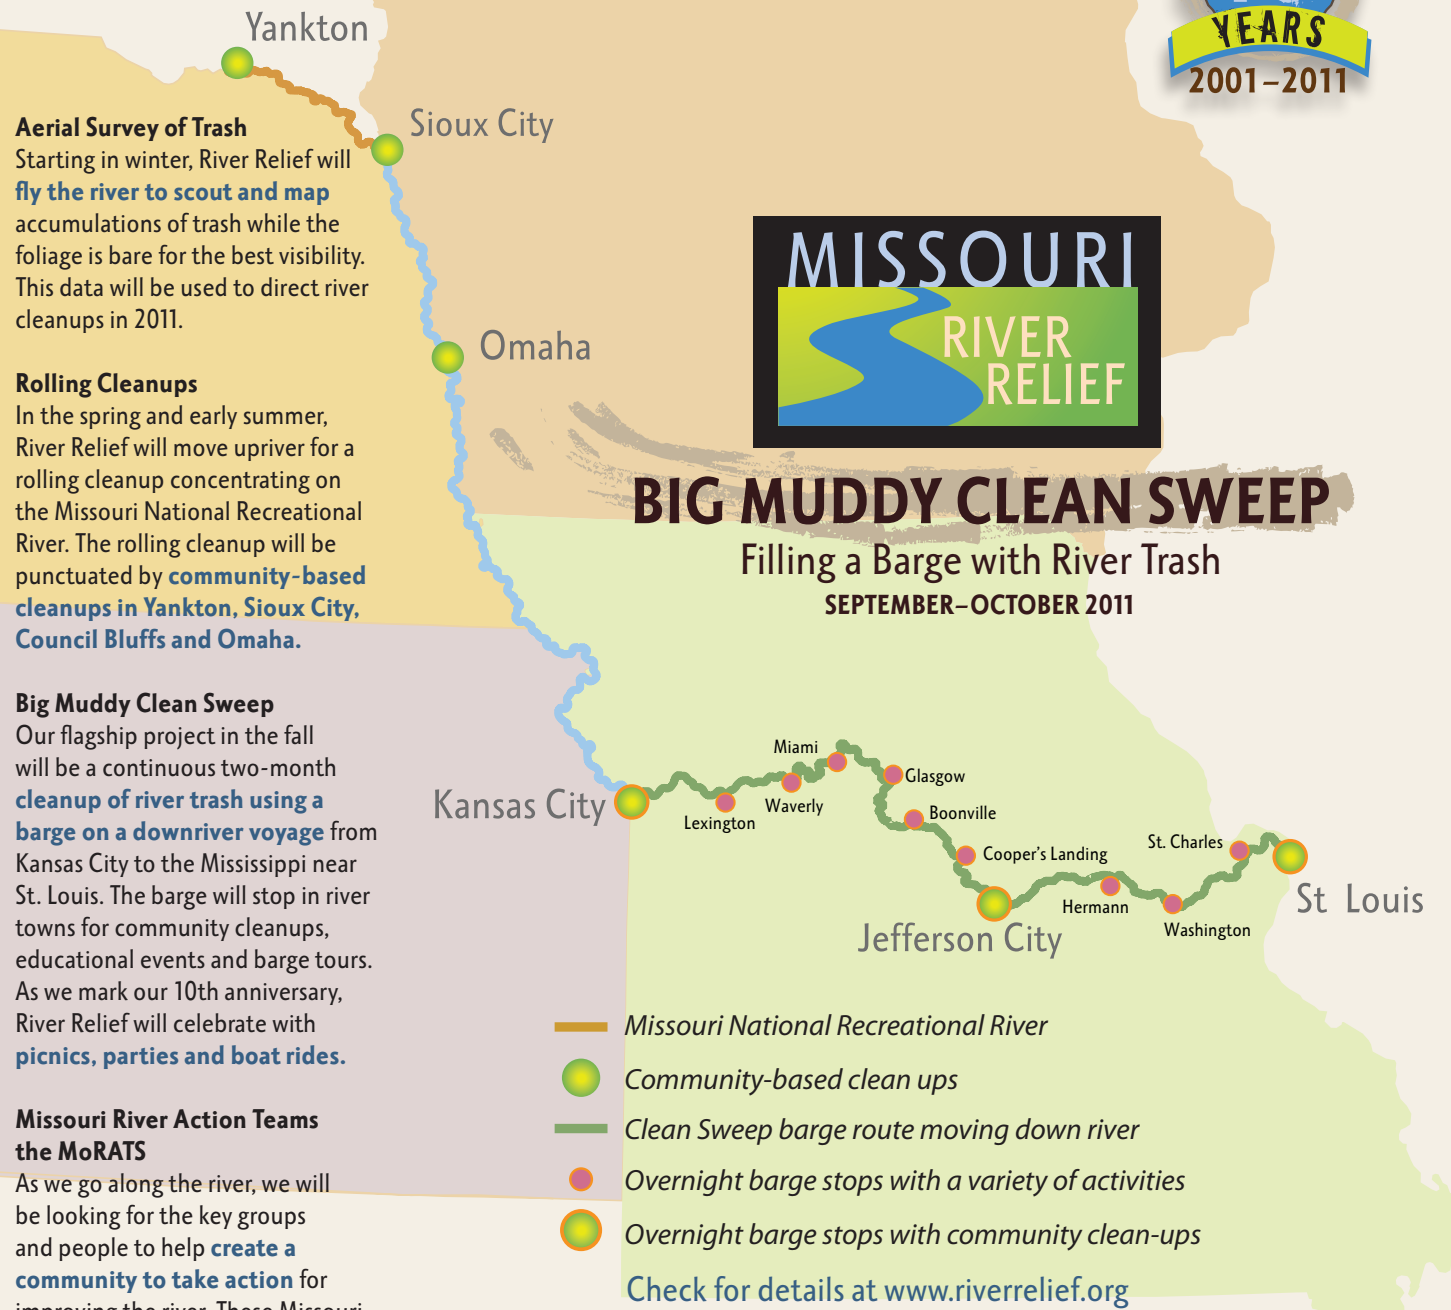 YEARS
2001–2011
Yankton
Sioux City
Omaha
Aerial Survey of Trash
Starting in winter, River Relief will
fly the river to scout and map
accumulations of trash while the
foliage is bare for the best visibility.
This data will be used to direct river
cleanups in 2011.
Rolling Cleanups
In the spring and early summer,
River Relief will move upriver for a
rolling cleanup concentrating on
the Missouri National Recreational
River. The rolling cleanup will be
punctuated by community-based
cleanups in Yankton, Sioux City,
Council Bluffs and Omaha.
Big Muddy Clean Sweep
Our flagship project in the fall
will be a continuous two-month
cleanup of river trash using a
barge on a downriver voyage from
Kansas City to the Mississippi near
St. Louis. The barge will stop in river
towns for community cleanups,
educational events and barge tours.
As we mark our 10th anniversary,
River Relief will celebrate with
picnics, parties and boat rides.
Missouri River Action Teams
the MoRATS
As we go along the river, we will
be looking for the key groups
and people to help create a
community to take action for
improving the river. These Missouri
MISSOURI
RIVER
RELIEF
BIG MUDDY CLEAN SWEEP
Filling a Barge with River Trash
SEPTEMBER–OCTOBER 2011
Kansas City
Lexington
Waverly
Miami
Glasgow
Boonville
Cooper's Landing
Jefferson City
Hermann
Washington
St. Charles
St Louis
Missouri National Recreational River
Community-based clean ups
Clean Sweep barge route moving down river
Overnight barge stops with a variety of activities
Overnight barge stops with community clean-ups
Check for details at www.riverrelief.org